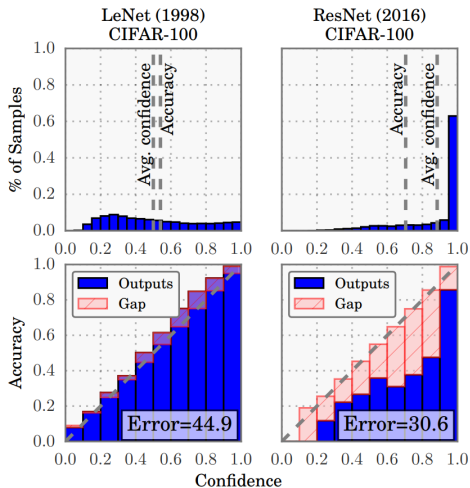 LeNet (1998)
CIFAR-100
ResNet (2016)
CIFAR-100
% of Samples
1.0
0.8
0.6
0.4
0.2
0.0
Avg. confidence
Accuracy
Accuracy
Avg. confidence
0.0 0.2 0.4 0.6 0.8 1.0
0.0 0.2 0.4 0.6 0.8 1.0
Accuracy
1.0
0.8
0.6
0.4
0.2
0.0
Outputs
Gap
Error=44.9
Outputs
Gap
Error=30.6
0.0 0.2 0.4 0.6 0.8 1.0
0.0 0.2 0.4 0.6 0.8 1.0
Confidence